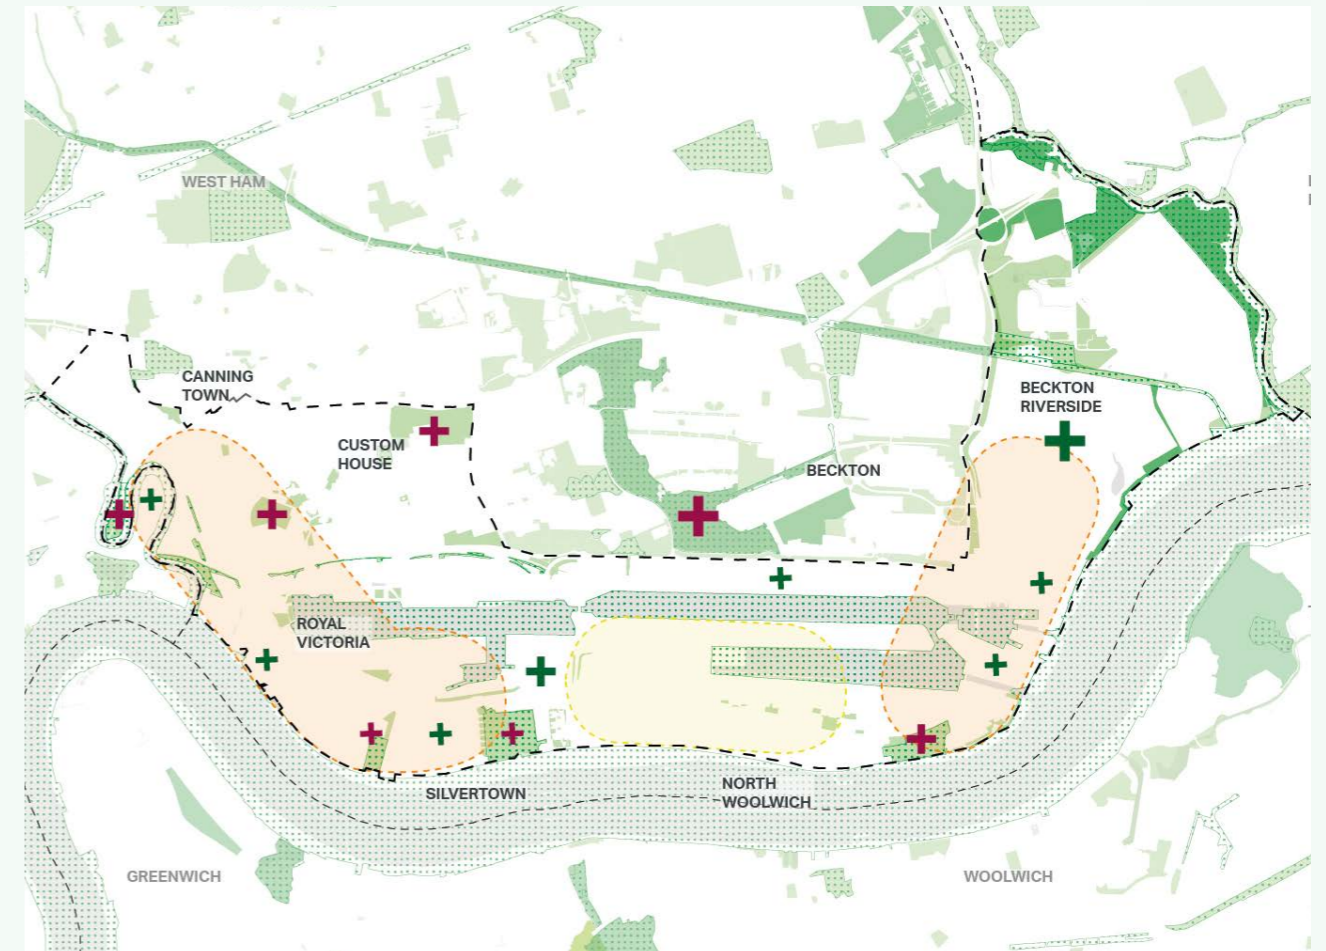 WEST HAM
CANNING
TOWN
BECKTON
RIVERSIDE
CUSTOM
HOUSE
BECKTON
ROYAL
VICTORIA
SILVERTOWN
NORTH
WOOLWICH
GREENWICH
WOOLWICH